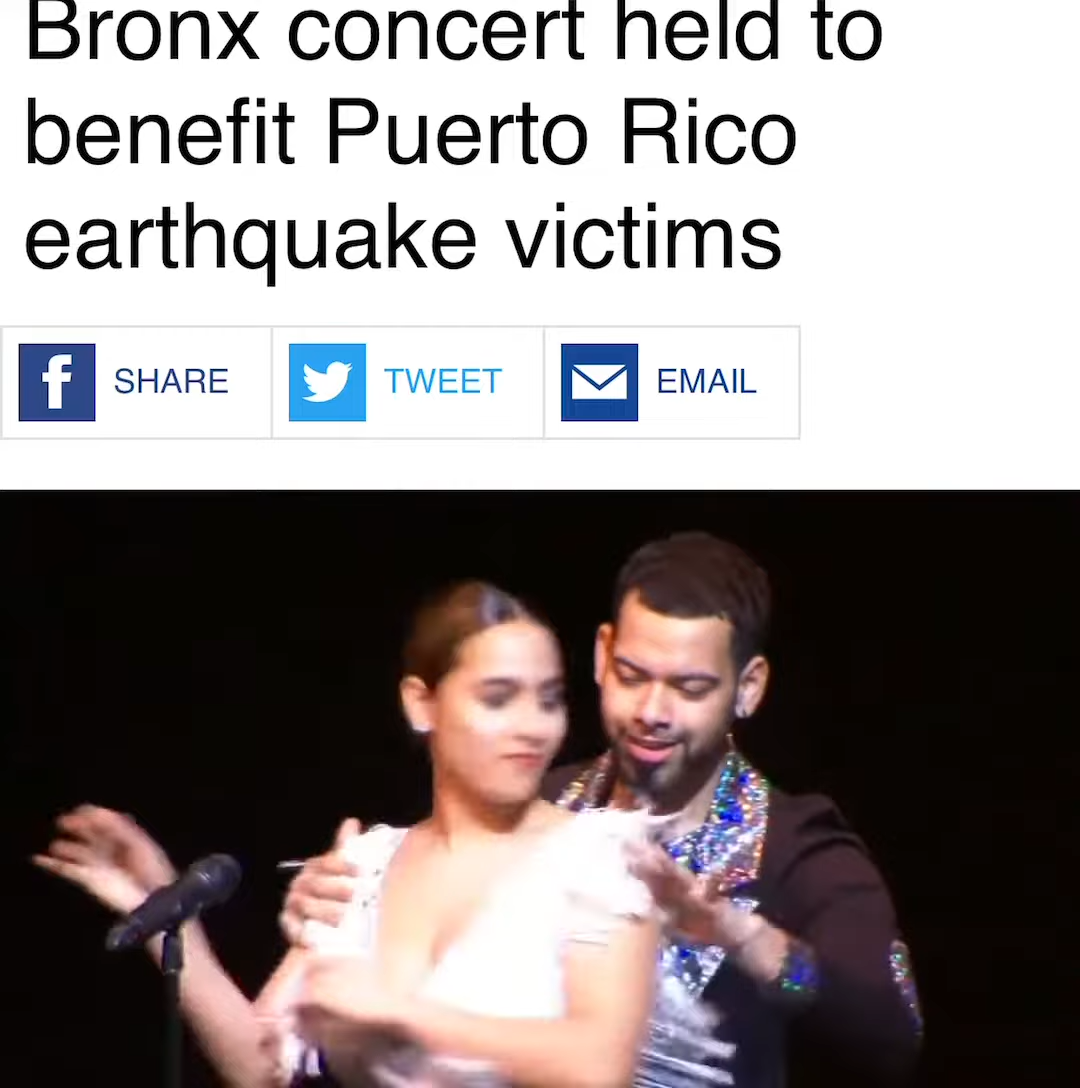 Bronx concert held to
benefit Puerto Rico
earthquake victims
SHARE TWEET EMAIL